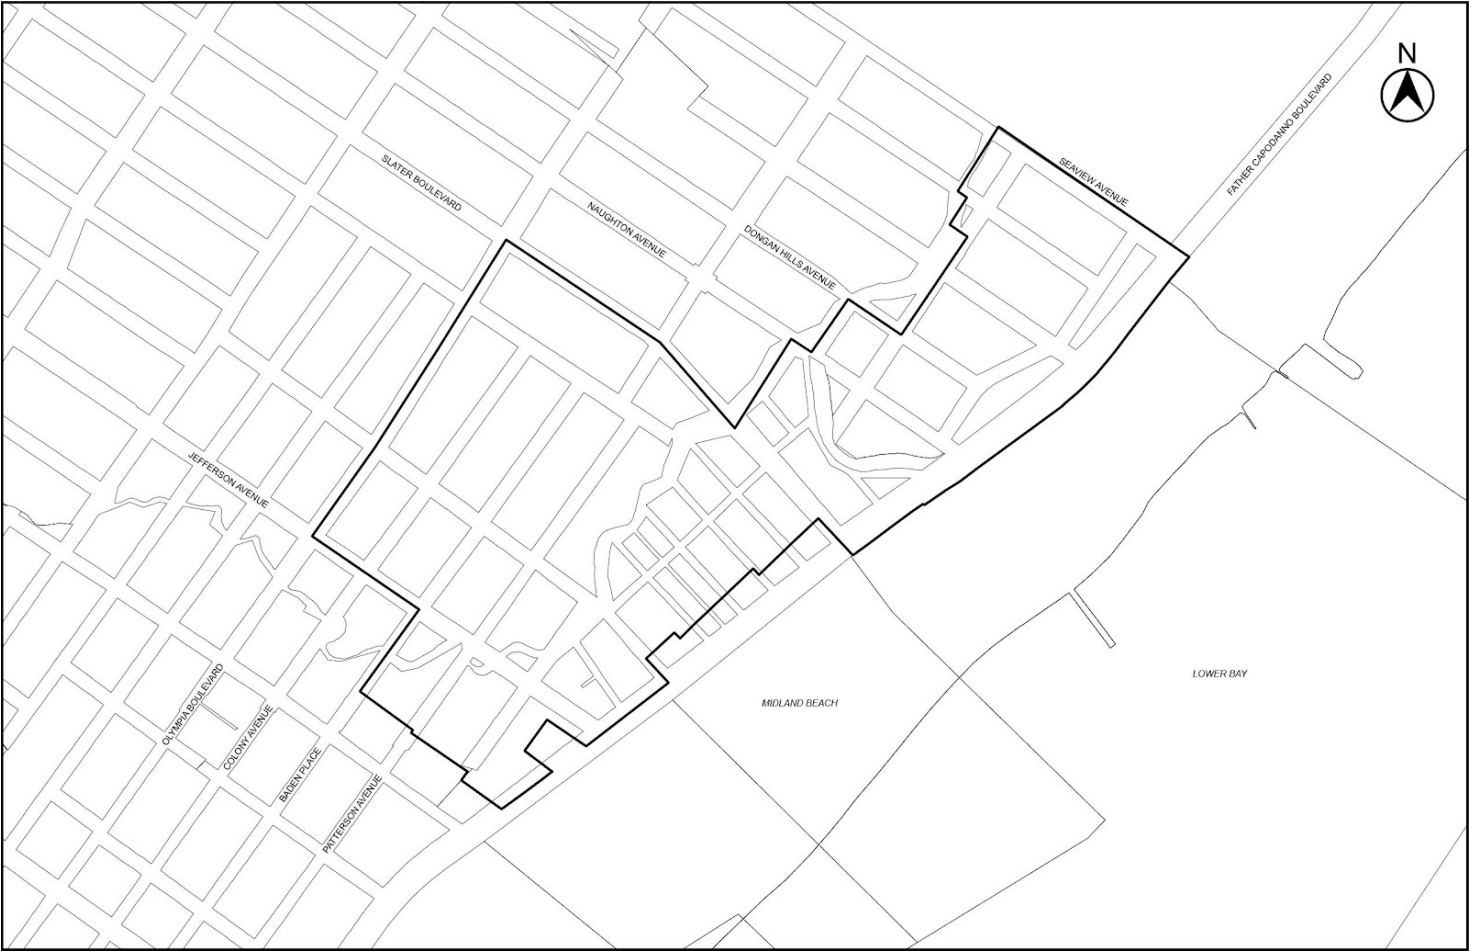 N
FATHER CAPODANNO BOULEVARD
SEAVIEW AVENUE
SLATER BOULEVARD
NAUGHTON AVENUE
DONGAN HILLS AVENUE
JEFFERSON AVENUE
LOWER BAY
MIDLAND BEACH
OLYMPIA BOULEVARD
COLONY AVENUE
BADEN PLACE
PATTERSON AVENUE